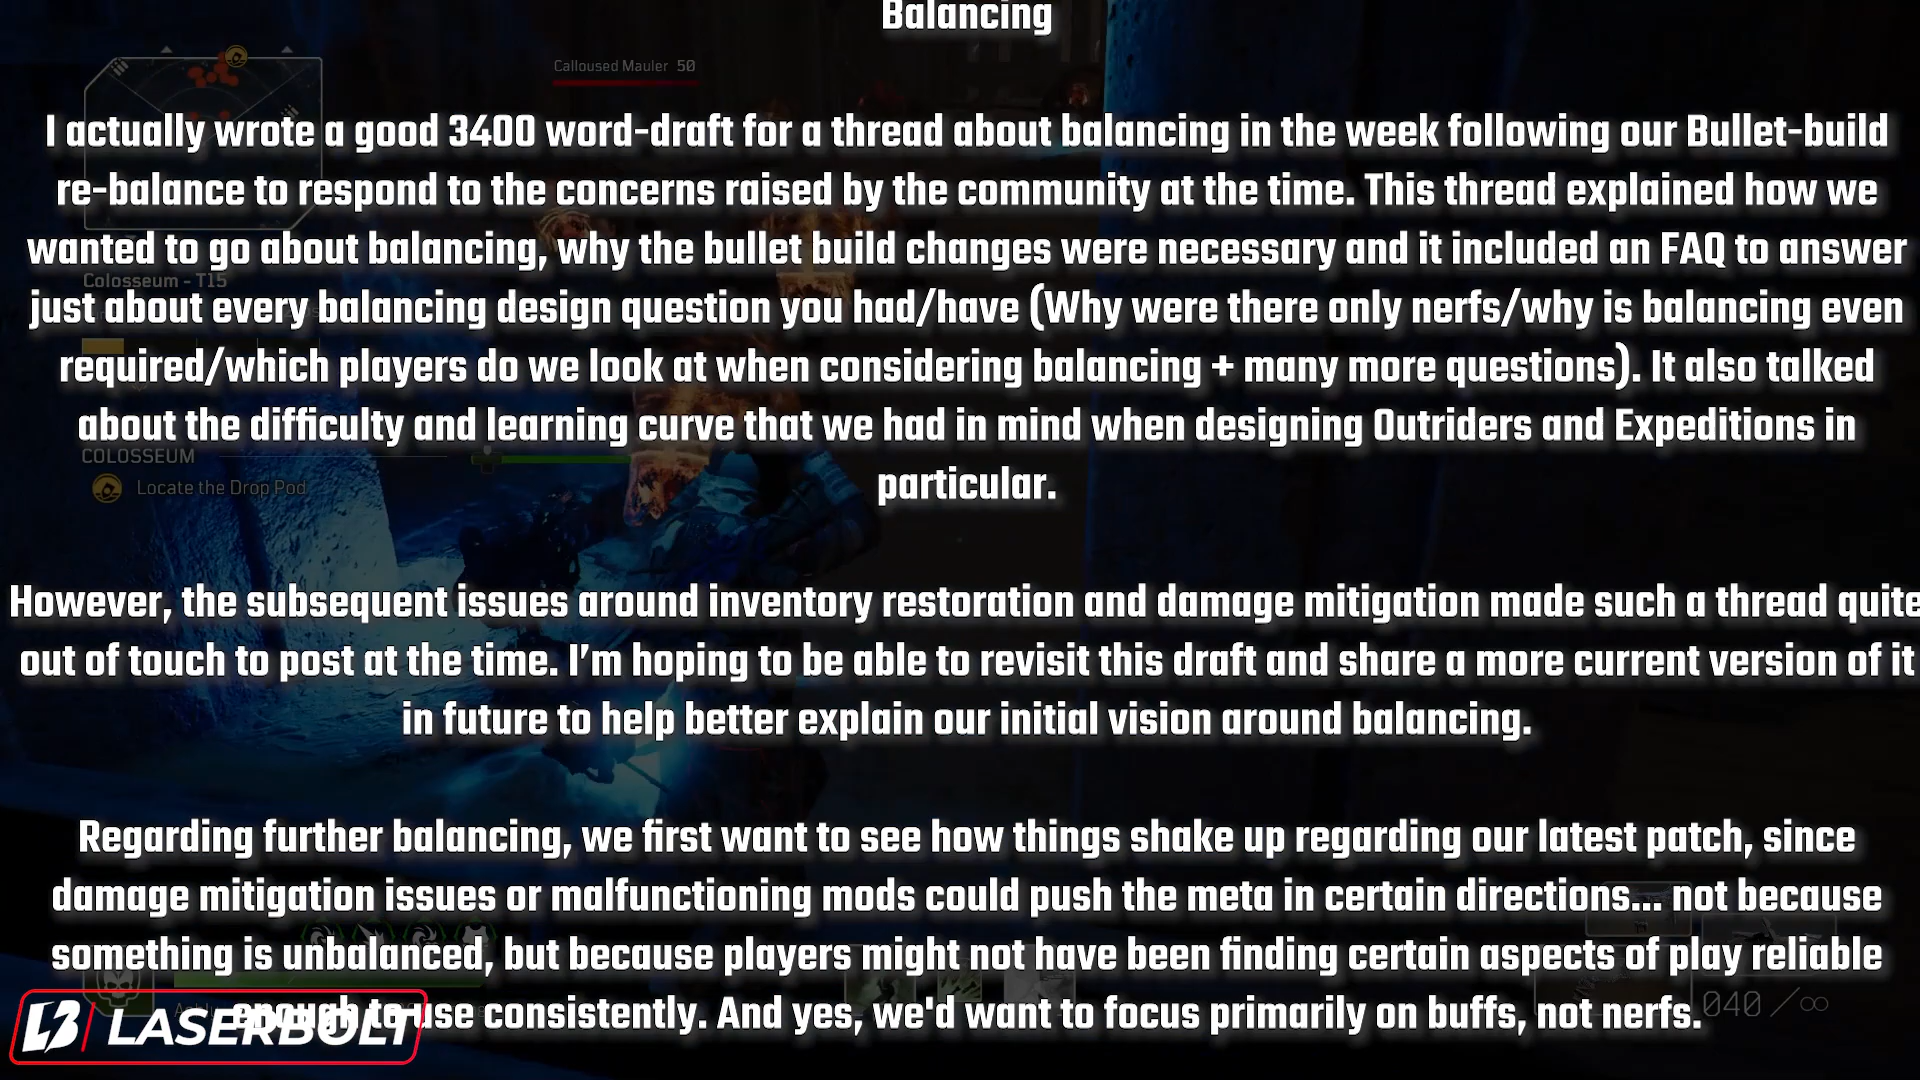 Balancing
Calloused Mauler 50
I actually wrote a good 3400 word-draft for a thread about balancing in the week following our Bullet-build
re-balance to respond to the concerns raised by the community at the time. This thread explained how we
wanted to go about balancing, why the bullet build changes were necessary and it included an FAQ to answer
Colosseum - T15
just about every balancing design question you had/have (Why were there only nerfs/why is balancing even
required/which players do we look at when considering balancing + many more questions). It also talked
about the difficulty and learning curve that we had in mind when designing Outriders and Expeditions in
COLOSSEUM
particular.
Locate the Drop Pod
However, the subsequent issues around inventory restoration and damage mitigation made such a thread quite
out of touch to post at the time. I’m hoping to be able to revisit this draft and share a more current version of it
in future to help better explain our initial vision around balancing.
Regarding further balancing, we first want to see how things shake up regarding our latest patch, since
damage mitigation issues or malfunctioning mods could push the meta in certain directions... not because
something is unbalanced, but because players might not have been finding certain aspects of play reliable
enough to use consistently. And yes, we'd want to focus primarily on buffs, not nerfs.
040 / ∞
LASERBOLT